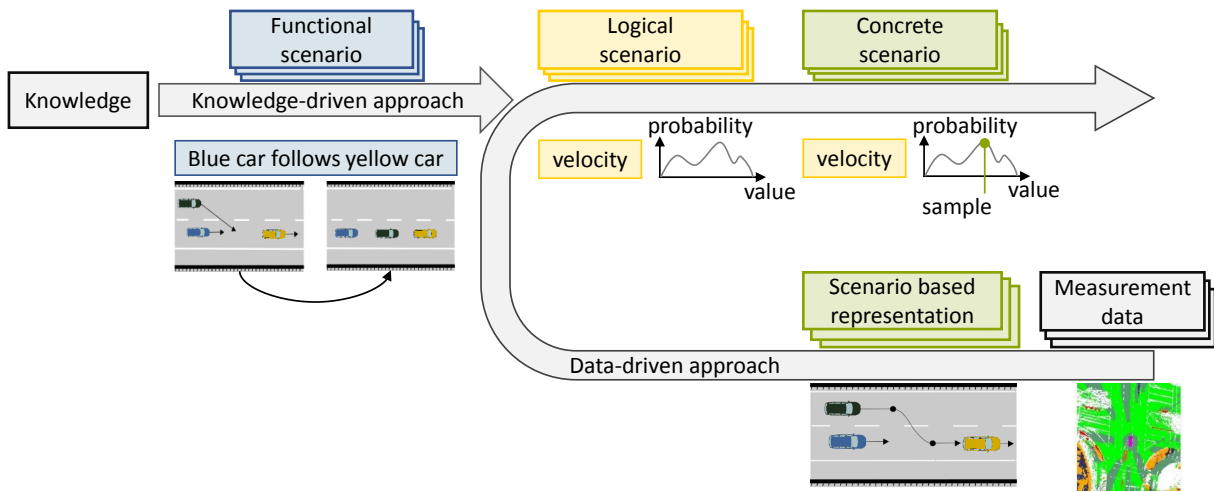 Functional
scenario
Logical
scenario
Concrete
scenario
Knowledge
Knowledge-driven approach
Blue car follows yellow car
velocity
probability
value
velocity
probability
value
sample
Scenario based
representation
Measurement
data
Data-driven approach